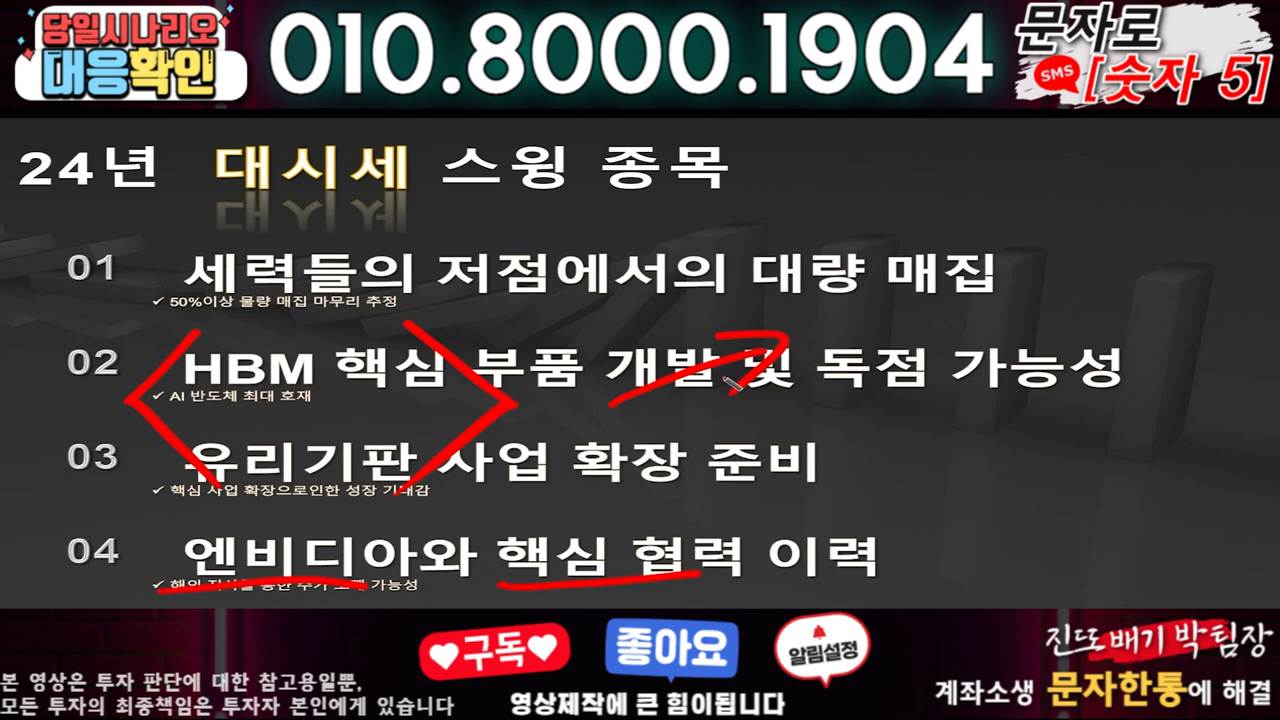 당일시나리오
대응확인
010.8000.1904
문자로
SMS [숫자 5]
24년 대시세 스윙 종목
01 세력들의 저점에서의 대량 매집
✓ 50%이상 물량 매집 마무리 추정
02 HBM 핵심 부품 개발 및 독점 가능성
✓ AI 반도체 최대 호재
03 유리기판 사업 확장 준비
✓ 핵심 사업 확장으로인한 성장 기대감
04 엔비디아와 핵심 협력 이력
✓ 가능성
구독
좋아요
알림설정
영상제작에 큰 힘이됩니다
본 영상은 투자 판단에 대한 참고용일뿐,
모든 투자의 최종책임은 투자자 본인에게 있습니다
진또배기 박팀장
계좌소생 문자한통에 해결